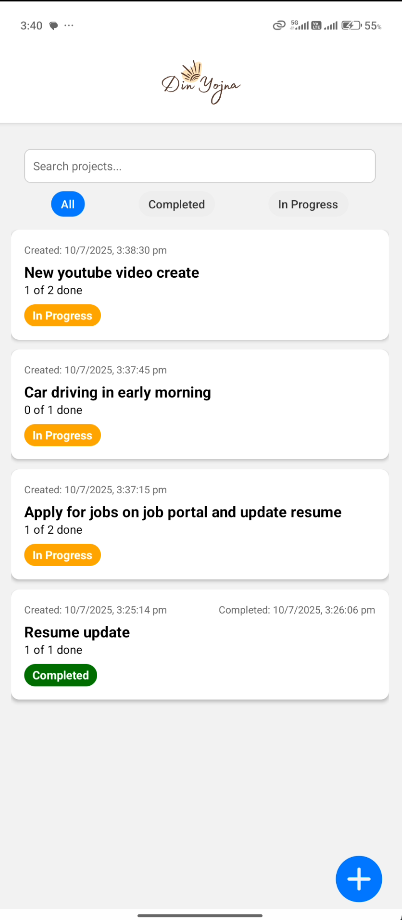 3:40 ... 5G 55%
Din Yojna
Search projects...
All Completed In Progress
Created: 10/7/2025, 3:38:30 pm
New youtube video create
1 of 2 done
In Progress
Created: 10/7/2025, 3:37:45 pm
Car driving in early morning
0 of 1 done
In Progress
Created: 10/7/2025, 3:37:15 pm
Apply for jobs on job portal and update resume
1 of 2 done
In Progress
Created: 10/7/2025, 3:25:14 pm Completed: 10/7/2025, 3:26:06 pm
Resume update
1 of 1 done
Completed